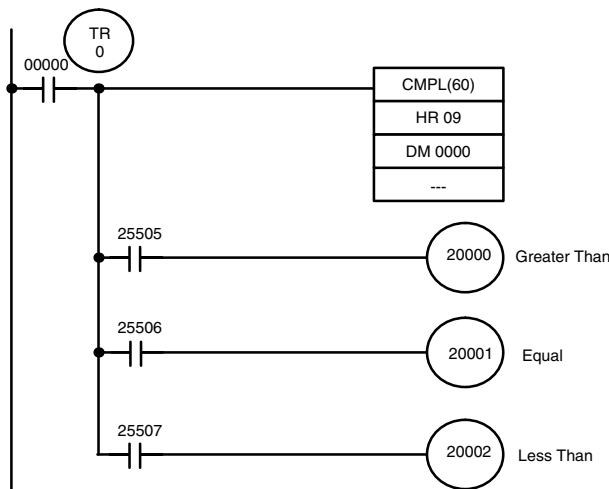 TR
0
00000
CMPL(60)
HR 09
DM 0000
---
25505
20000
Greater Than
25506
20001
Equal
25507
20002
Less Than